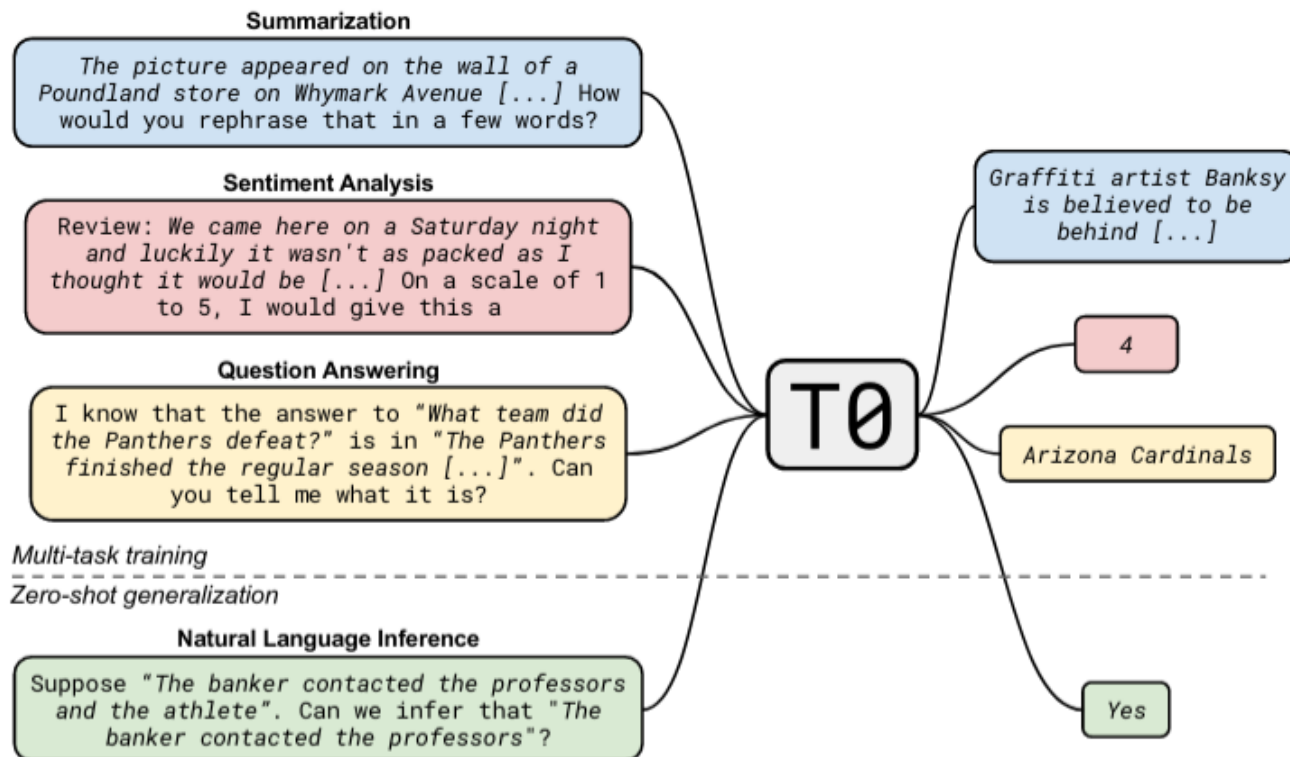 Summarization
The picture appeared on the wall of a
Poundland store on Whymark Avenue [...] How
would you rephrase that in a few words?
Sentiment Analysis
Review: We came here on a Saturday night
and luckily it wasn't as packed as I
thought it would be [...] On a scale of 1
to 5, I would give this a
Question Answering
I know that the answer to “What team did
the Panthers defeat?” is in “The Panthers
finished the regular season [...]”. Can
you tell me what it is?
Multi-task training
Zero-shot generalization
Natural Language Inference
Suppose “The banker contacted the professors
and the athlete”. Can we infer that "The
banker contacted the professors"?
T0
Graffiti artist Banksy
is believed to be
behind [...]
4
Arizona Cardinals
Yes